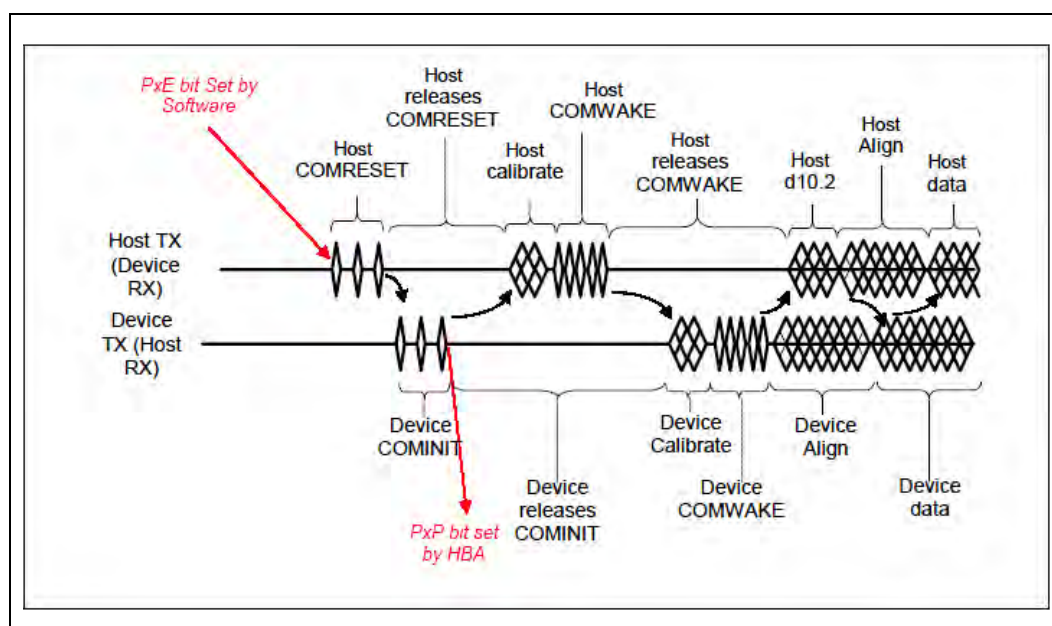 PxE bit Set by
Software
Host
COMRESET
Host
releases
COMRESET
Host
calibrate
Host
COMWAKE
Host
releases
COMWAKE
Host
d10.2
Host
Align
Host
data
Host TX
(Device
RX)
Device
TX (Host
RX)
Device
COMINIT
PxP bit set
by HBA
Device
releases
COMINIT
Device
Calibrate
Device
COMWAKE
Device
Align
Device
data